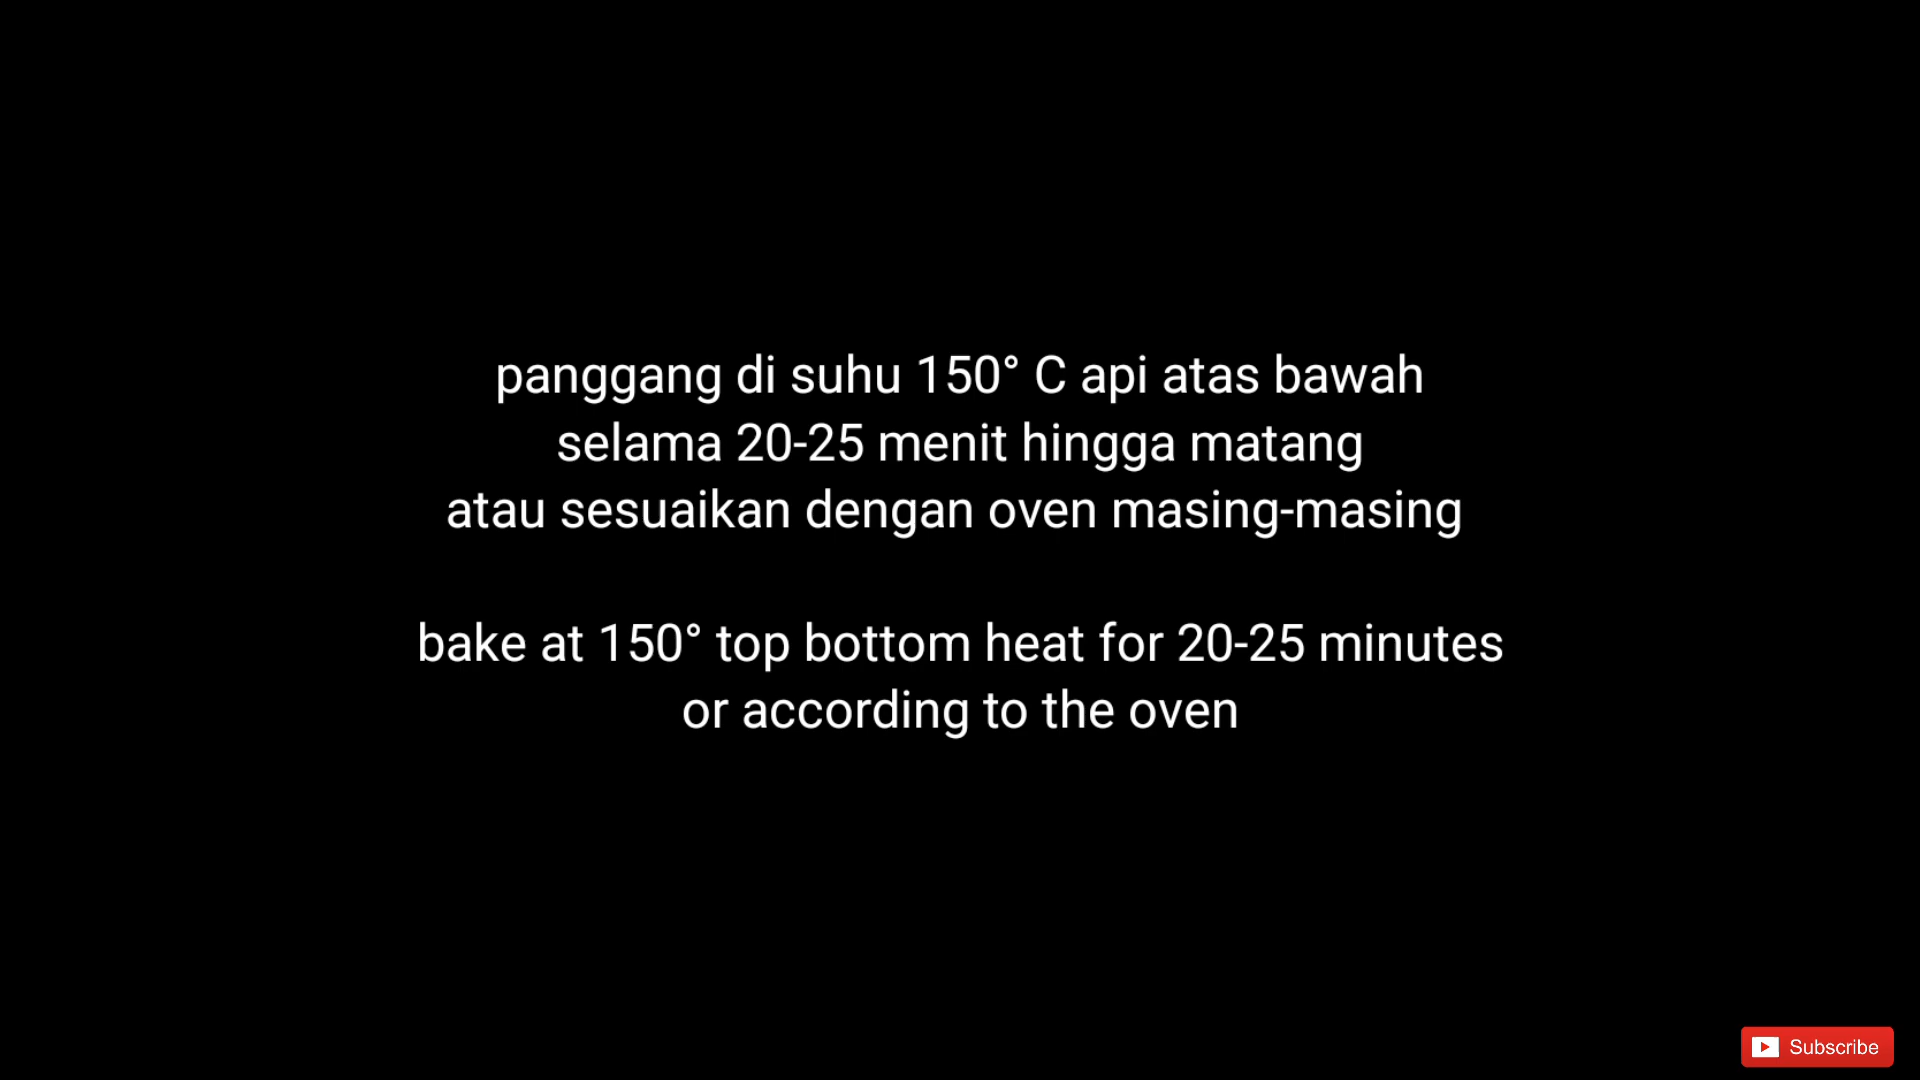 panggang di suhu 150° C api atas bawah
selama 20-25 menit hingga matang
atau sesuaikan dengan oven masing-masing
bake at 150° top bottom heat for 20-25 minutes
or according to the oven
Subscribe